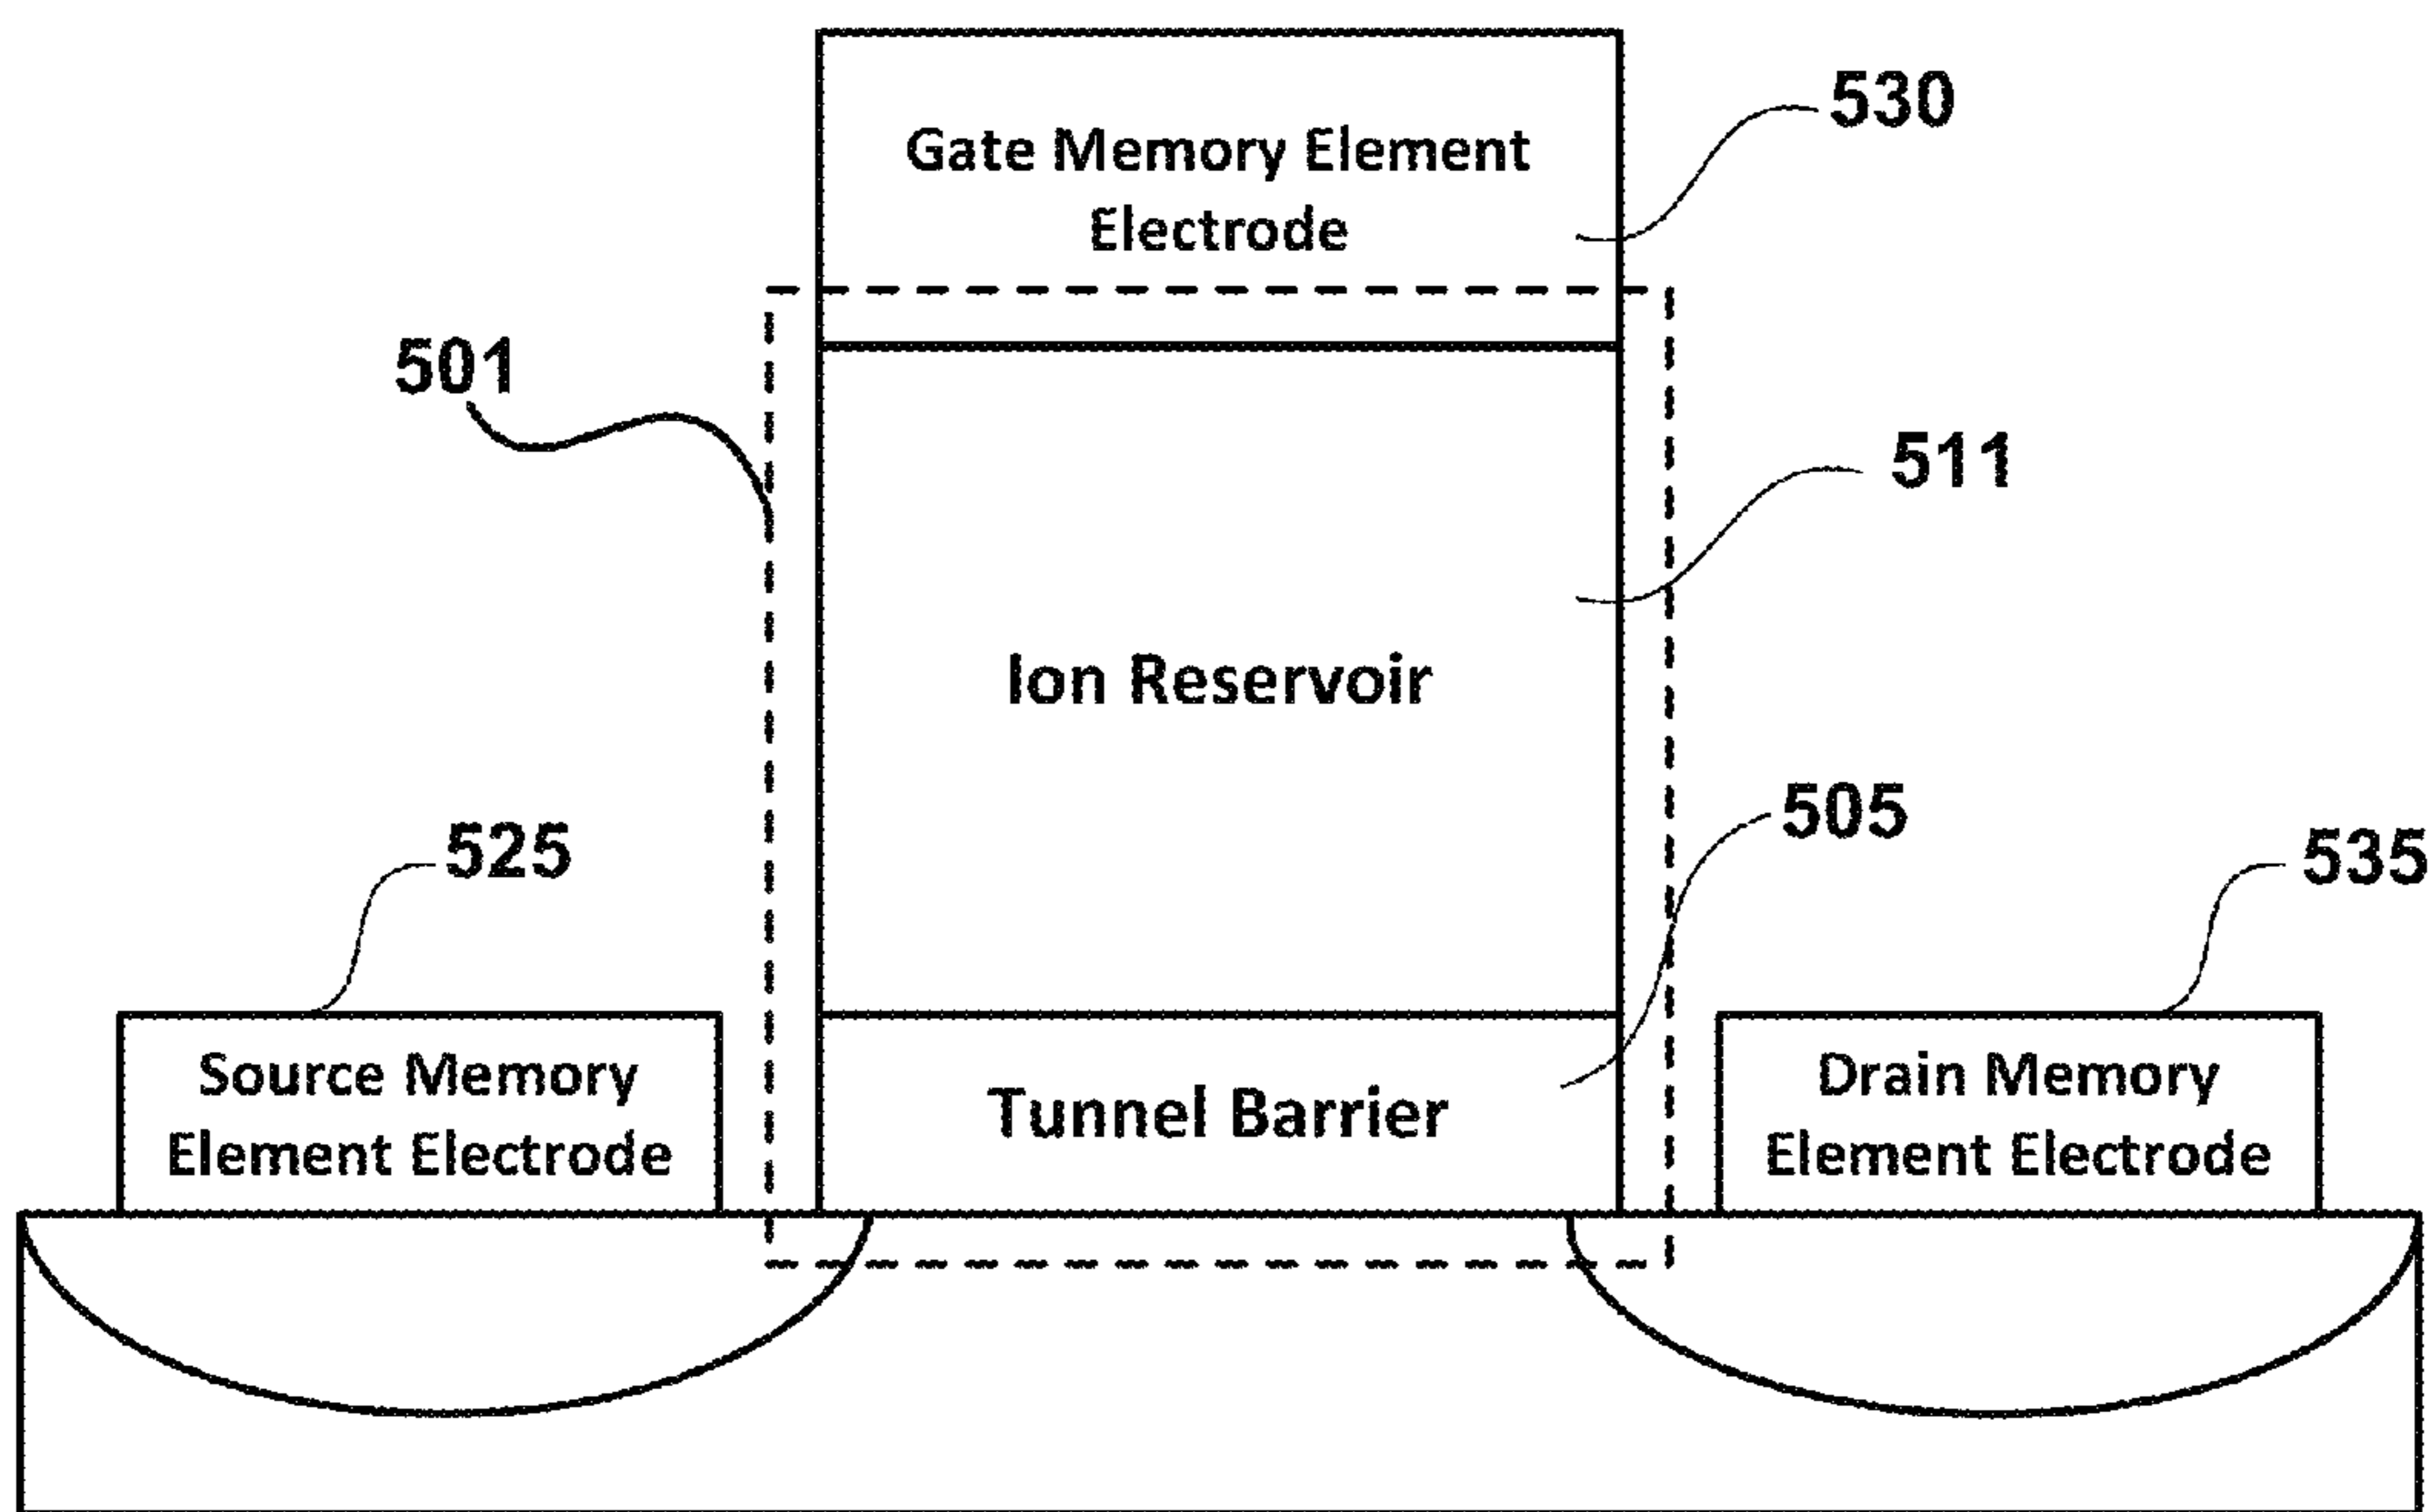 Gate Memory Element
Electrode
530
501
511
Ion Reservoir
505
525
535
Source Memory
Element Electrode
Tunnel Barrier
Drain Memory
Element Electrode